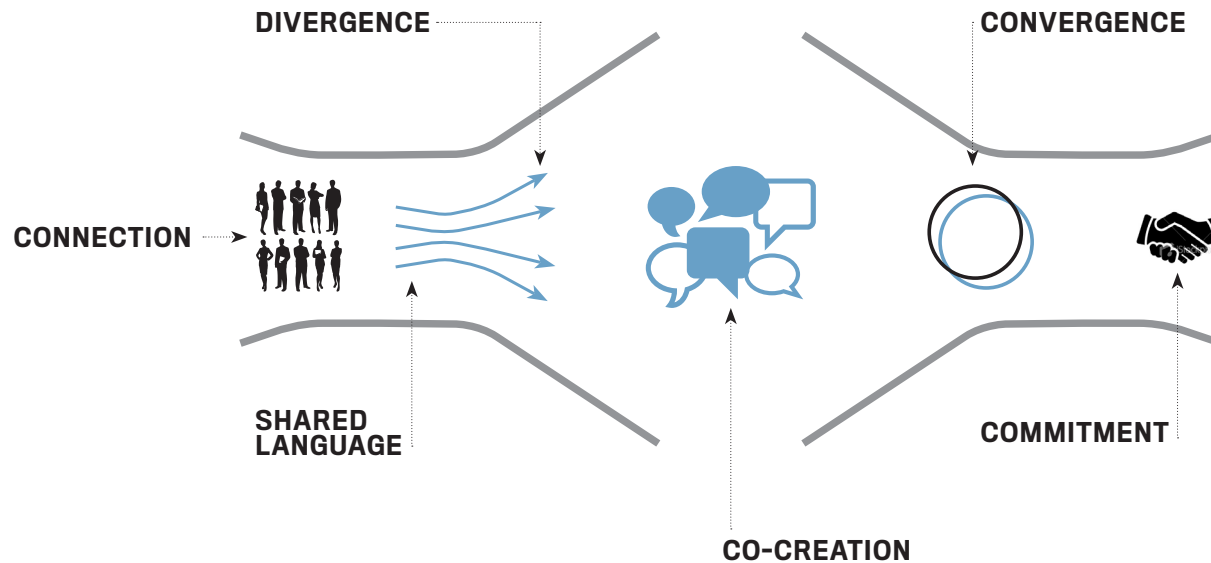 DIVERGENCE
CONVERGENCE
CONNECTION
SHARED
LANGUAGE
COMMITMENT
CO-CREATION